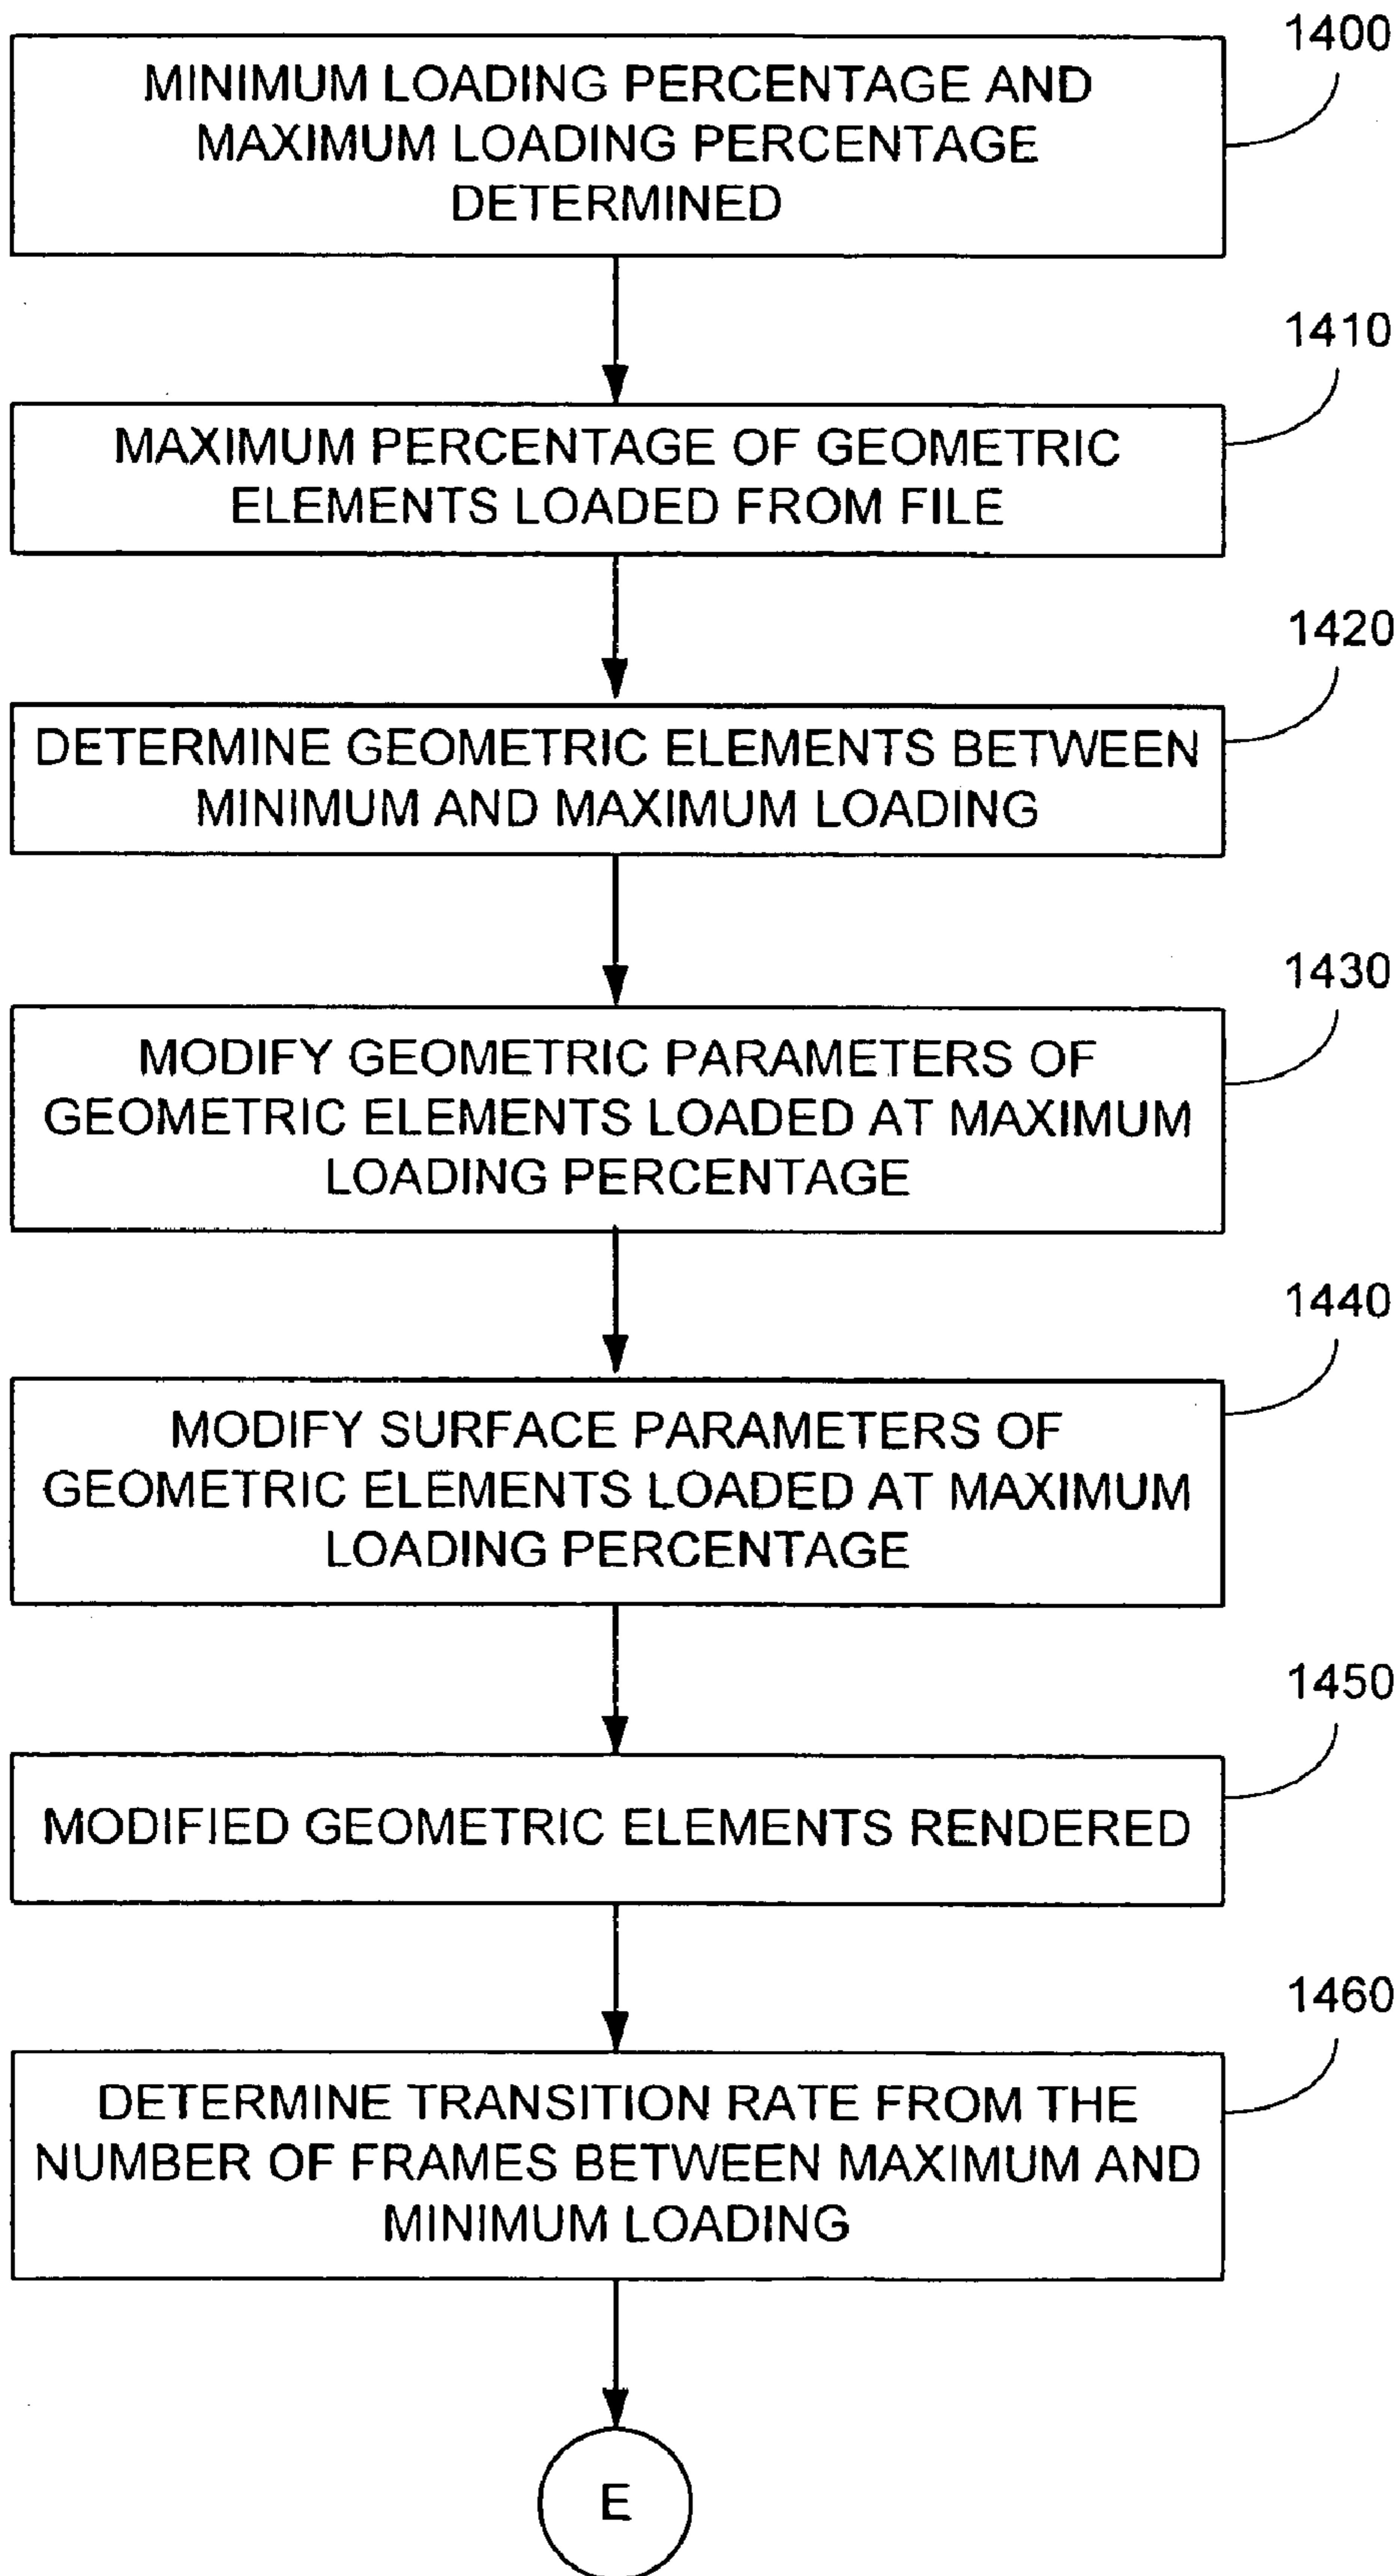 1400
MINIMUM LOADING PERCENTAGE AND
MAXIMUM LOADING PERCENTAGE
DETERMINED
1410
MAXIMUM PERCENTAGE OF GEOMETRIC
ELEMENTS LOADED FROM FILE
1420
DETERMINE GEOMETRIC ELEMENTS BETWEEN
MINIMUM AND MAXIMUM LOADING
1430
MODIFY GEOMETRIC PARAMETERS OF
GEOMETRIC ELEMENTS LOADED AT MAXIMUM
LOADING PERCENTAGE
1440
MODIFY SURFACE PARAMETERS OF
GEOMETRIC ELEMENTS LOADED AT MAXIMUM
LOADING PERCENTAGE
1450
MODIFIED GEOMETRIC ELEMENTS RENDERED
1460
DETERMINE TRANSITION RATE FROM THE
NUMBER OF FRAMES BETWEEN MAXIMUM AND
MINIMUM LOADING
E